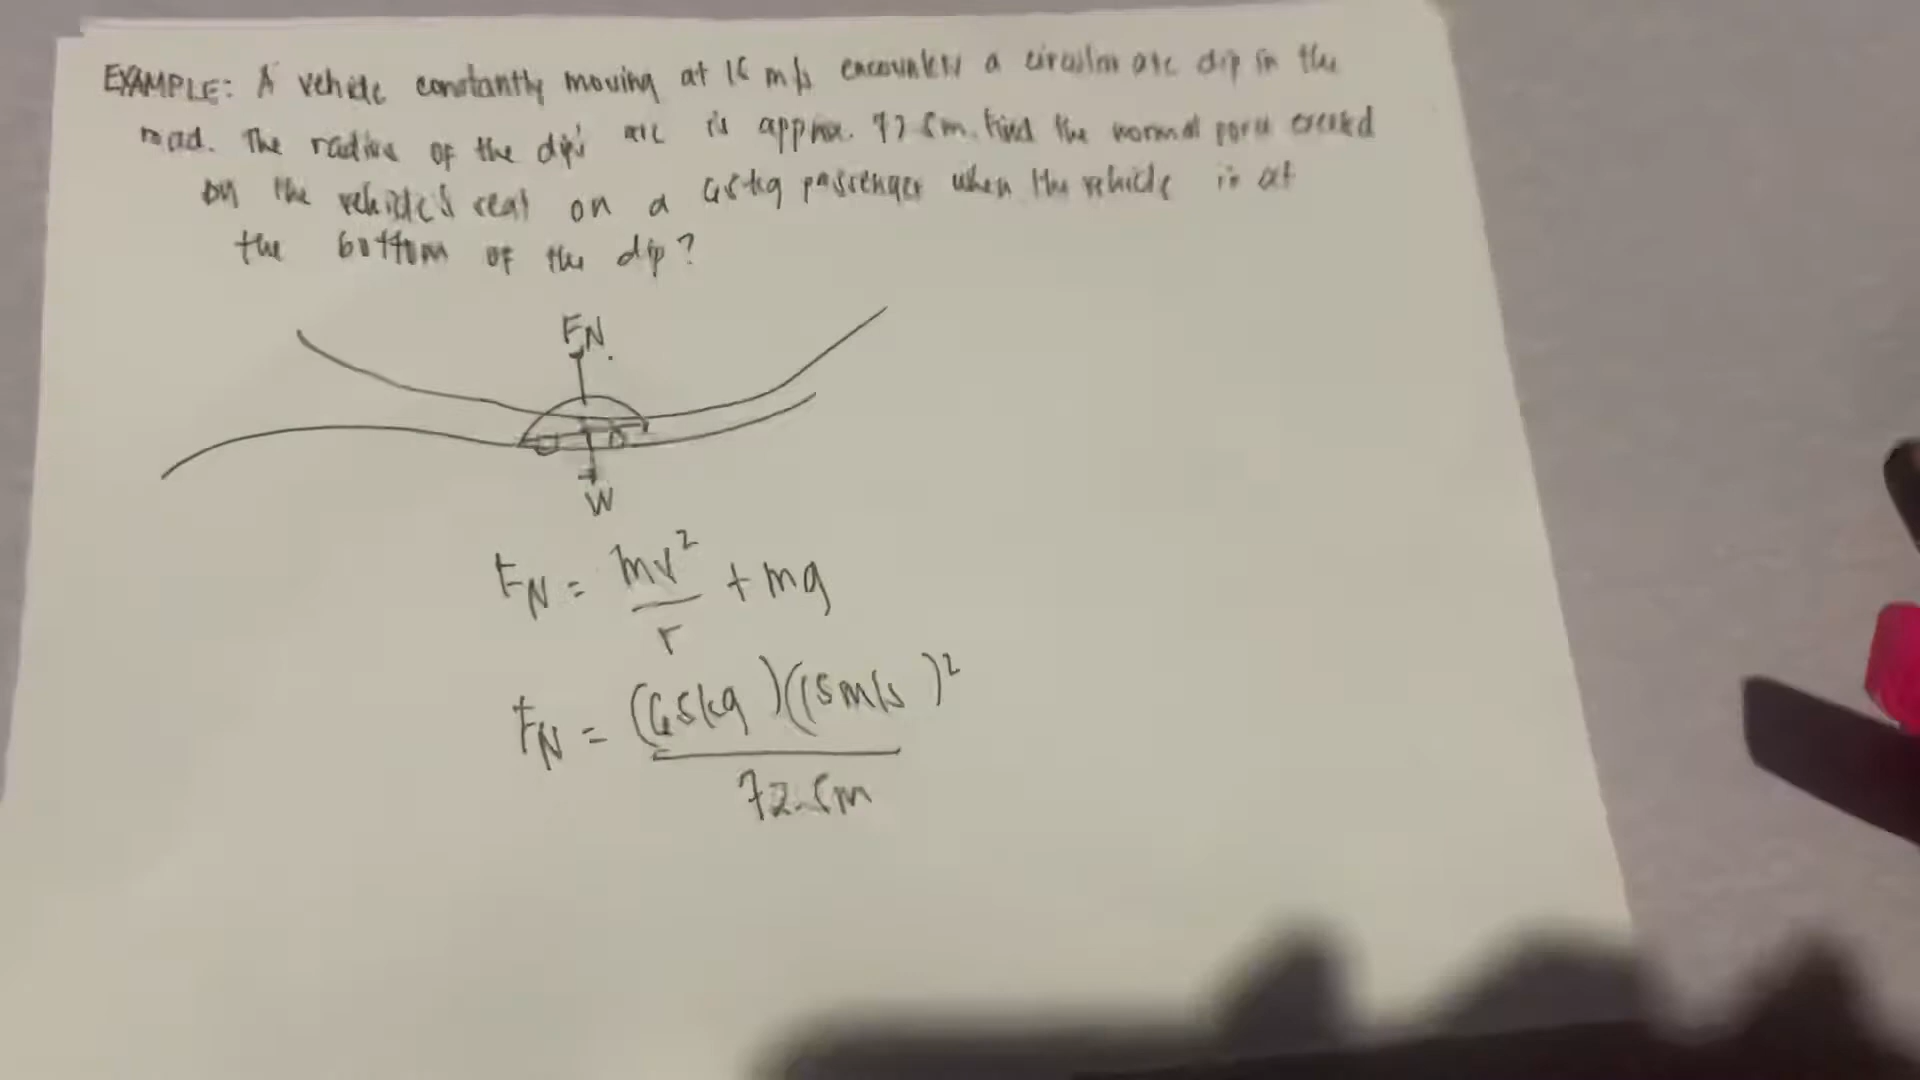 EXAMPLE: A vehicle constantly moving at 15 m/s encounters a circular arc dip in the
road. The radius of the dip's arc is approx. 72.5m. Find the normal force exerted
by the vehicle's seat on a 65kg passenger when the vehicle is at
the bottom of the dip?
FN
W
FN = mv²/r + mg
FN = (65kg)(15m/s)²/72.5m